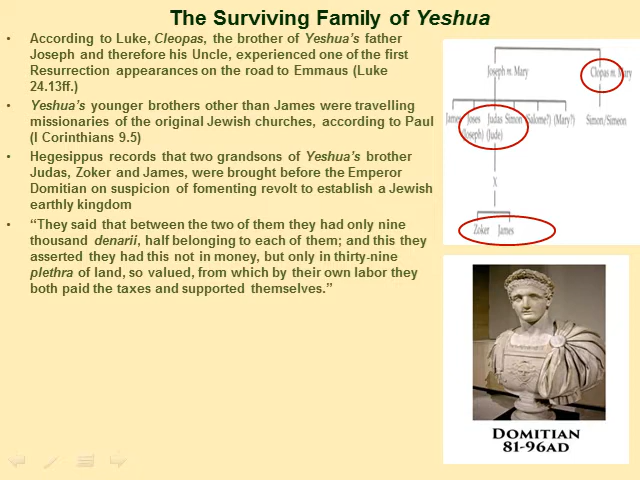 The Surviving Family of Yeshua
• According to Luke, Cleopas, the brother of Yeshua's father
Joseph and therefore his Uncle, experienced one of the first
Resurrection appearances on the road to Emmaus (Luke
24.13ff.)
• Yeshua's younger brothers other than James were travelling
missionaries of the original Jewish churches, according to Paul
(I Corinthians 9.5)
• Hegesippus records that two grandsons of Yeshua's brother
Judas, Zoker and James, were brought before the Emperor
Domitian on suspicion of fomenting revolt to establish a Jewish
earthly kingdom
• “They said that between the two of them they had only nine
thousand denarii, half belonging to each of them; and this they
asserted they had this not in money, but only in thirty-nine
plethra of land, so valued, from which by their own labor they
both paid the taxes and supported themselves.”
Joseph m. Mary Clopas m. Mary
James Joses Judas Simon (Salome?) (Mary?) Simon/Simeon
(Joseph) (Jude)
X
Zoker James
DOMITIAN
81-96AD